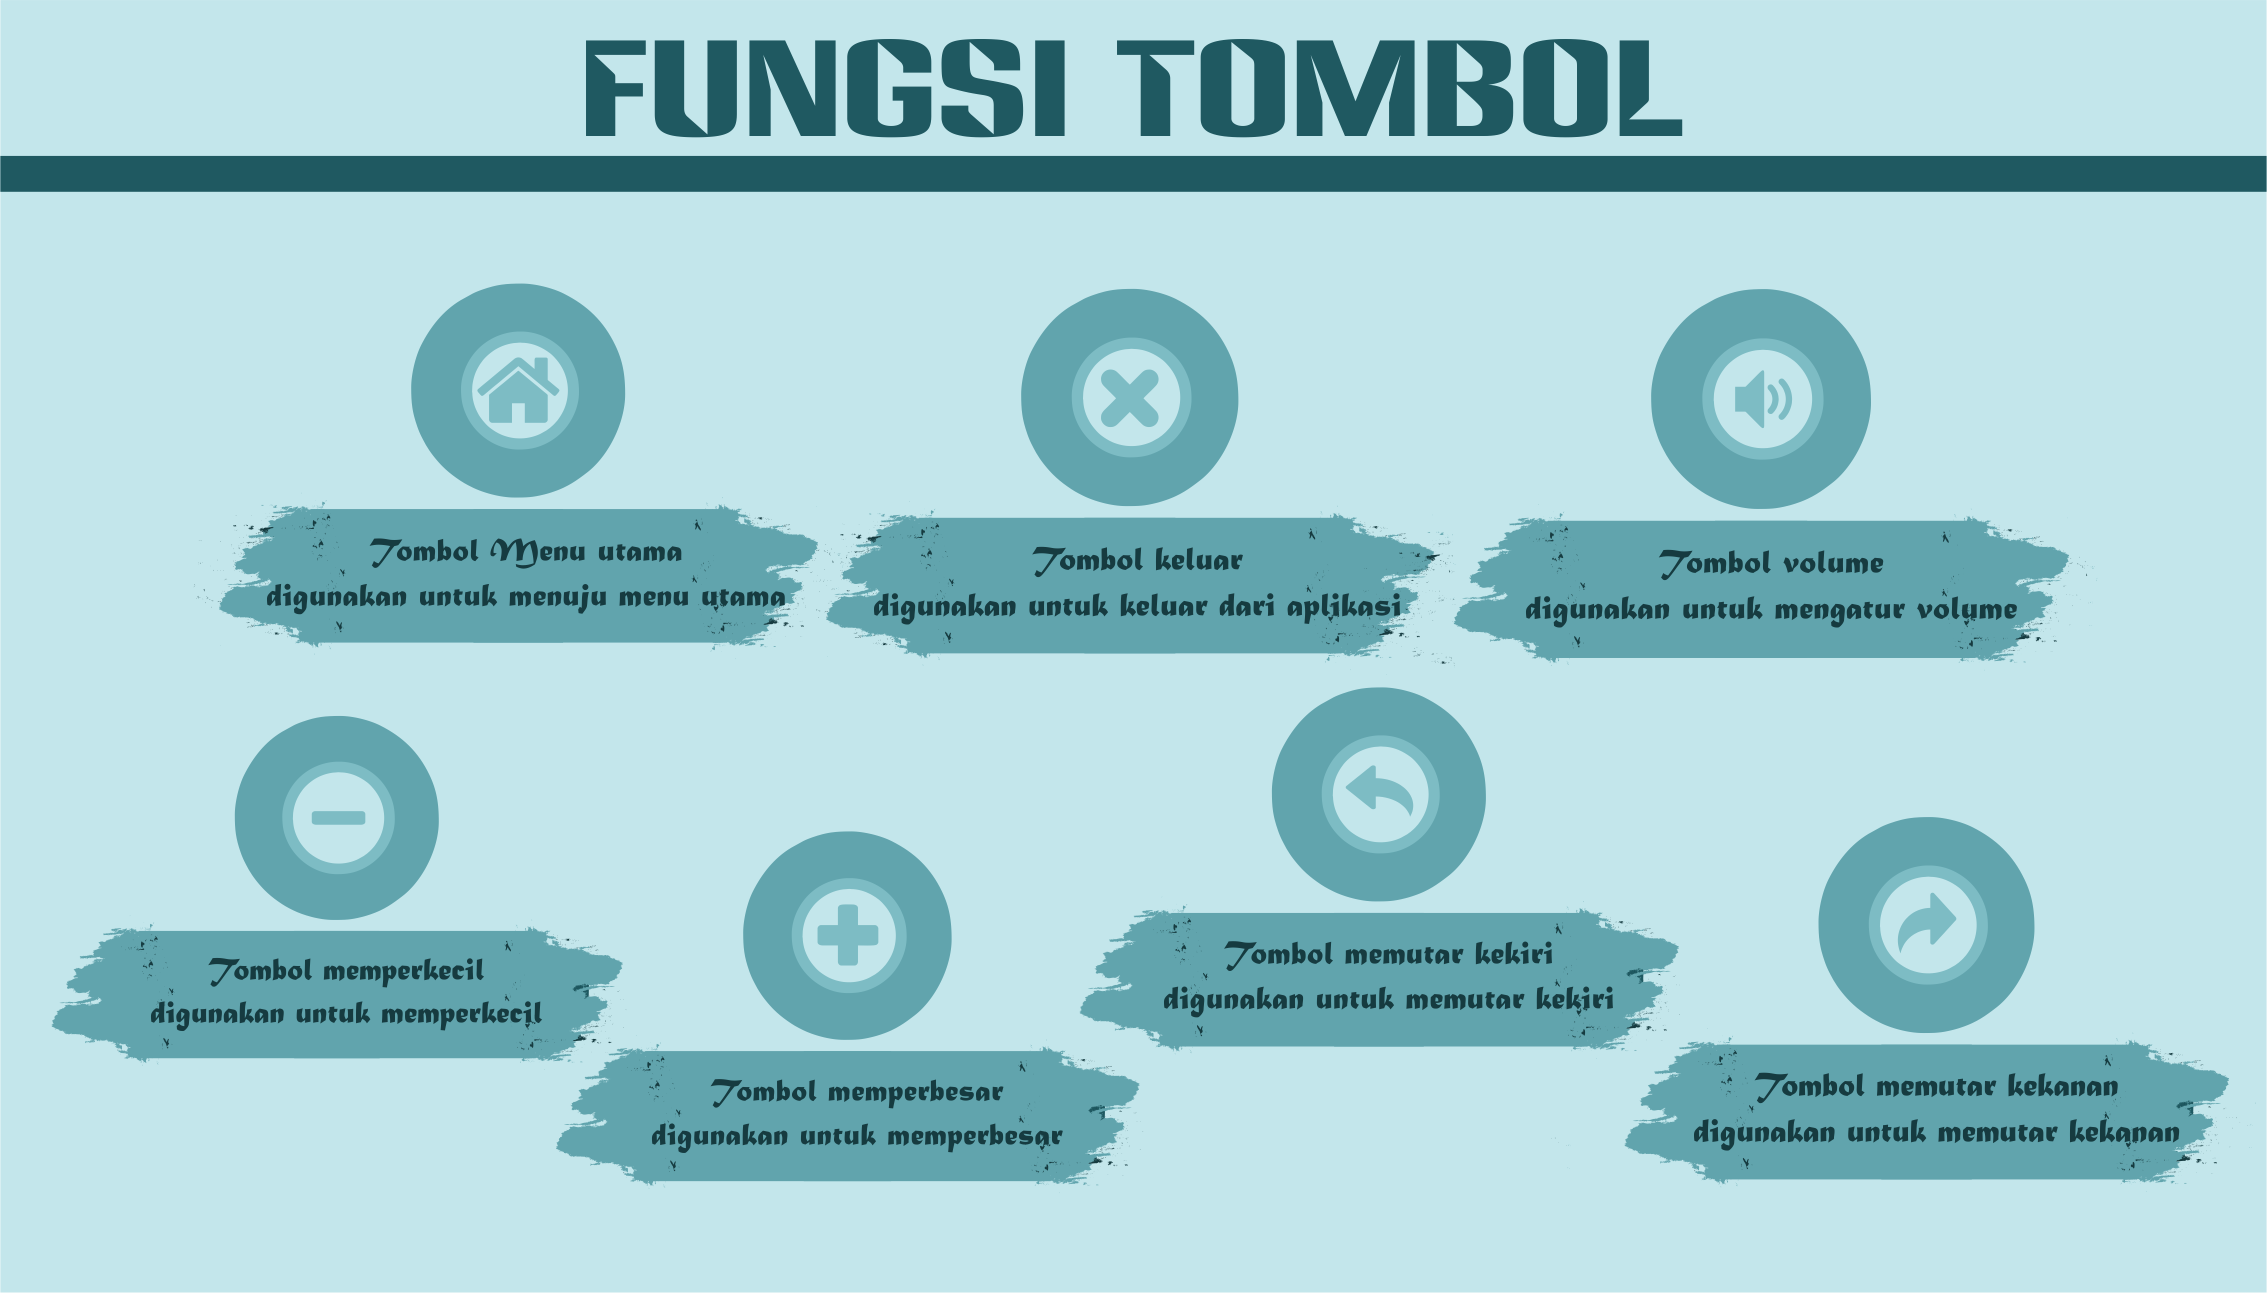 FUNGSI TOMBOL
Tombol Menu utama
digunakan untuk menuju menu utama
Tombol keluar
digunakan untuk keluar dari aplikasi
Tombol volume
digunakan untuk mengatur volume
Tombol memperkecil
digunakan untuk memperkecil
Tombol memperbesar
digunakan untuk memperbesar
Tombol memutar kekiri
digunakan untuk memutar kekiri
Tombol memutar kekanan
digunakan untuk memutar kekanan